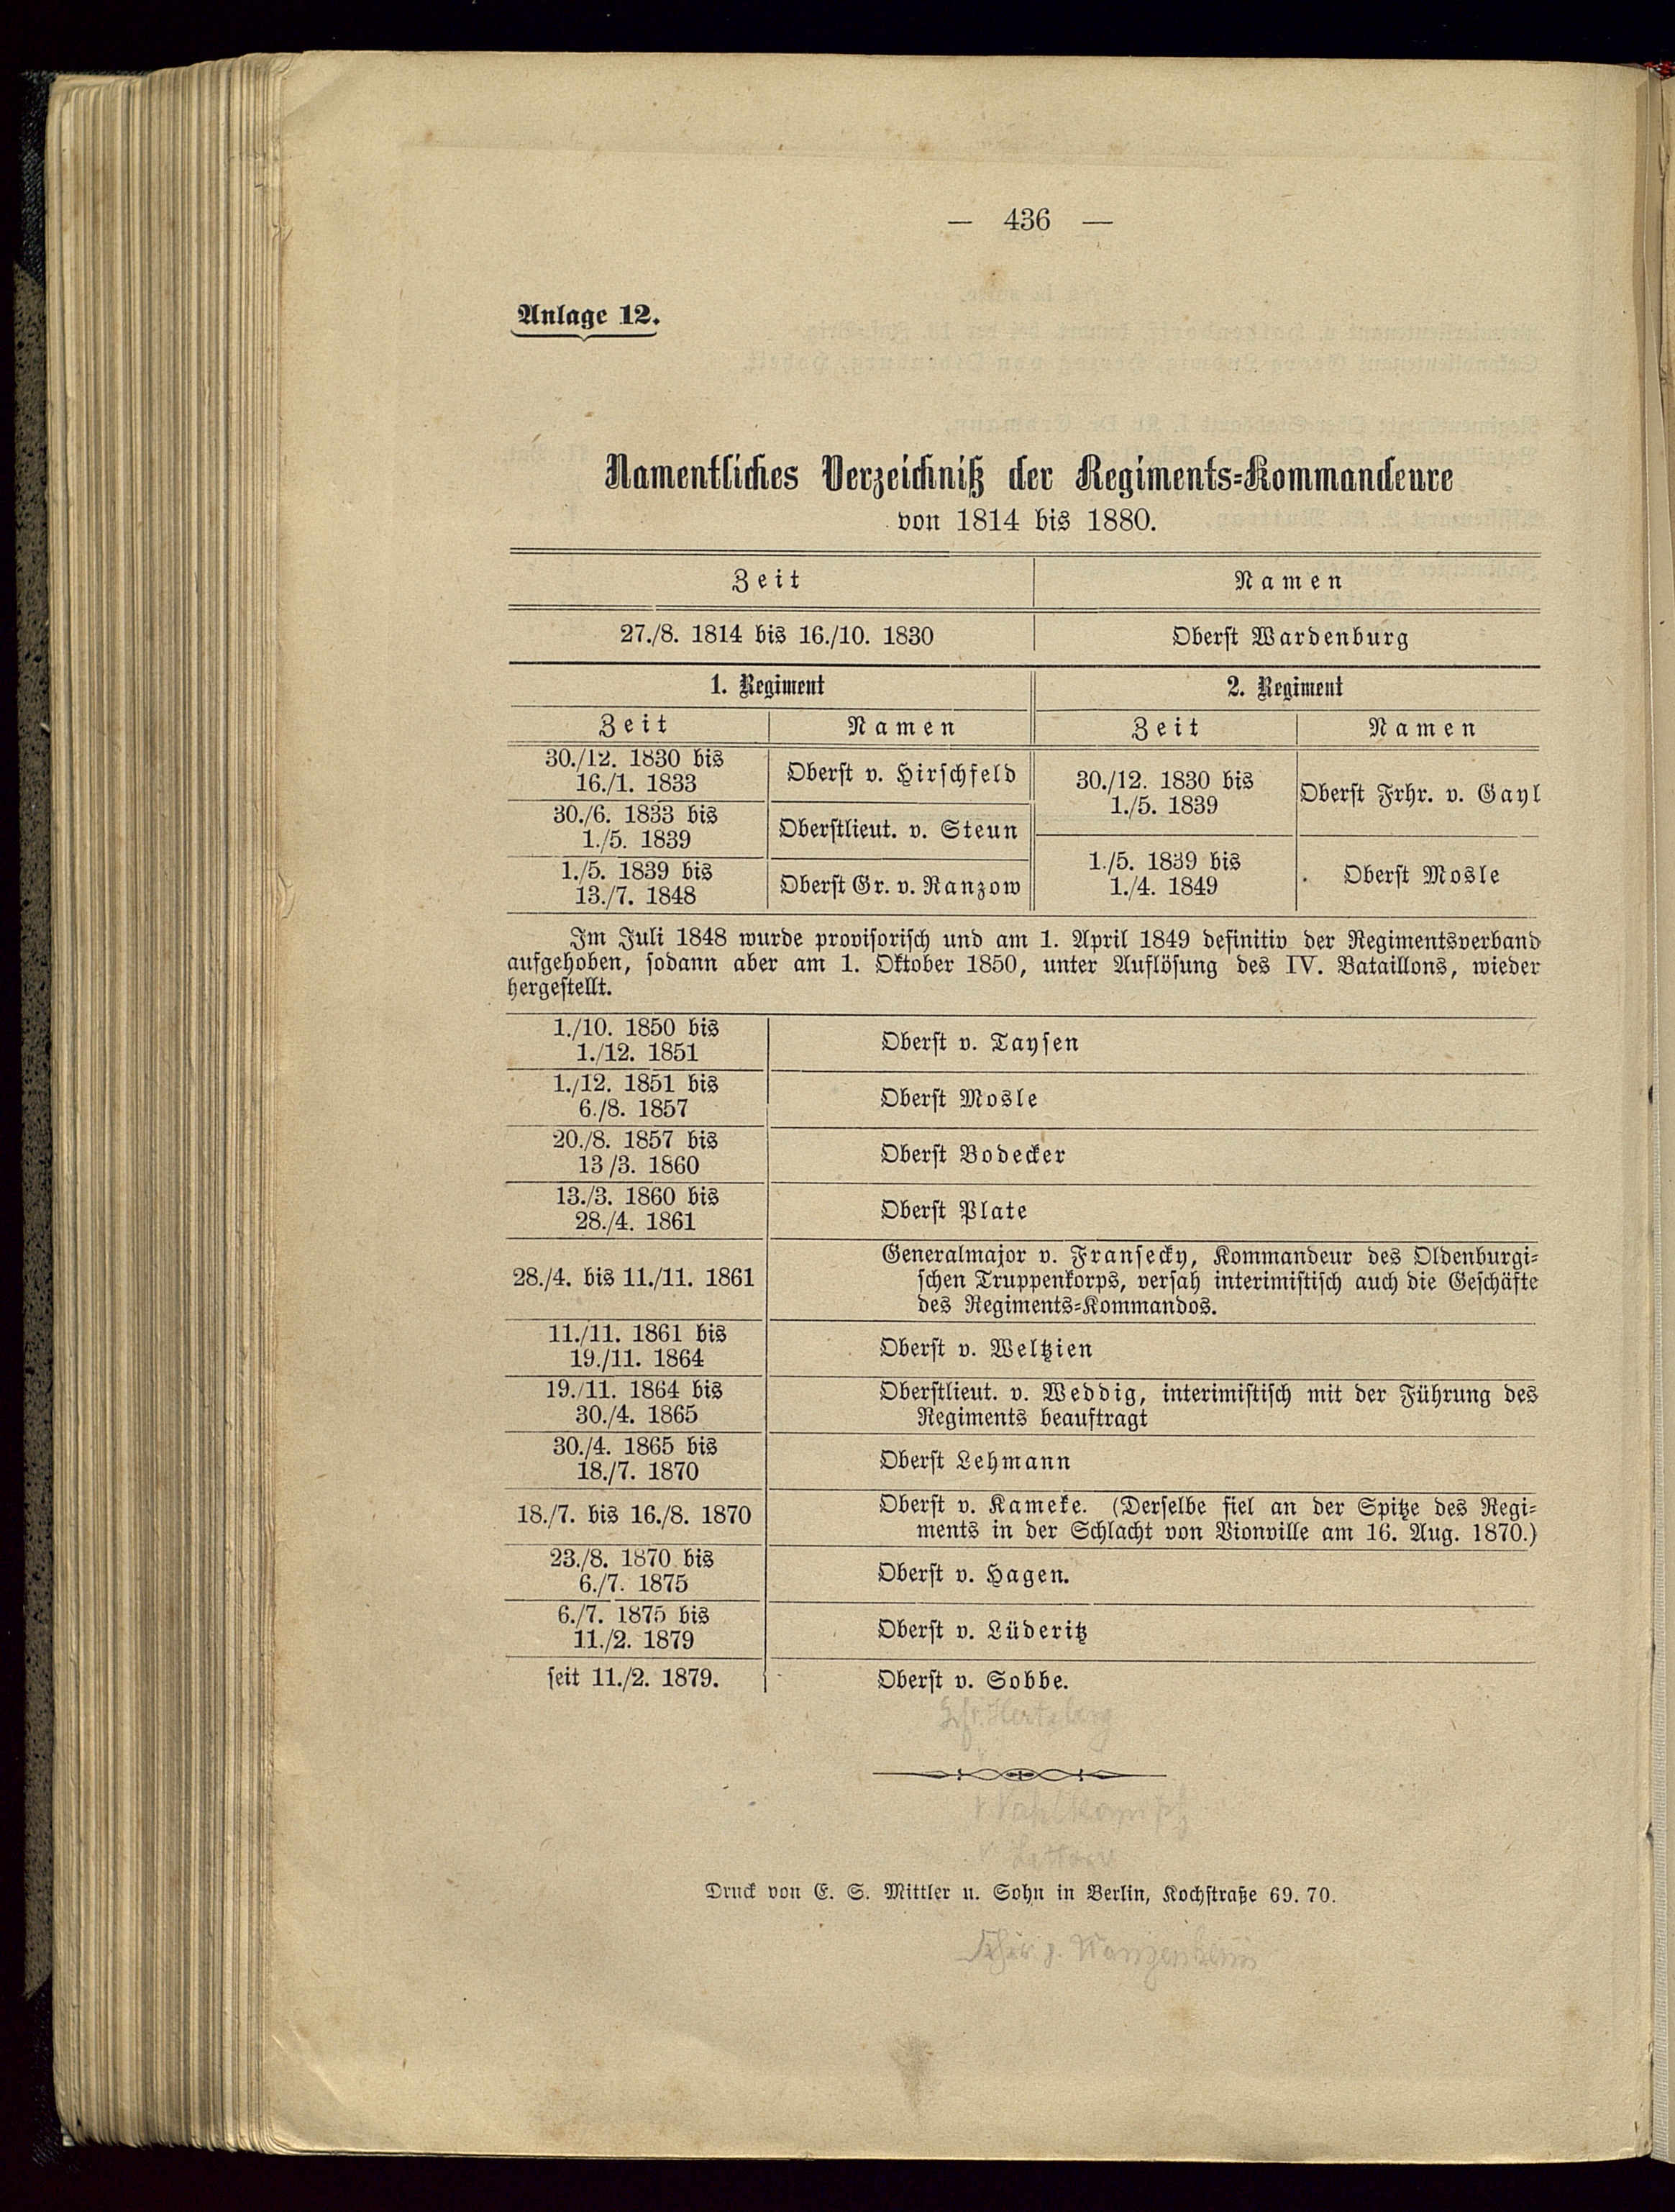 — 436 —
Anlage 12.
Namentliches Verzeichniß der Regiments-Kommandeure
von 1814 bis 1880.
Zeit Namen
27./8. 1814 bis 16./10. 1830 Oberst Wardenburg
1. Regiment 2. Regiment
Zeit Namen Zeit Namen
30./12. 1830 bis
16./1. 1833
Oberst v. Hirschfeld
30./6. 1833 bis
1./5. 1839
Oberstlieut. v. Steun
1./5. 1839 bis
13./7. 1848
Oberst Gr. v. Ranzow
30./12. 1830 bis
1./5. 1839
Oberst Frhr. v. Gayl
1./5. 1839 bis
1./4. 1849
Oberst Mosle
Im Juli 1848 wurde provisorisch und am 1. April 1849 definitiv der Regimentsverband
aufgehoben, sodann aber am 1. Oktober 1850, unter Auflösung des IV. Bataillons, wieder
hergestellt.
1./10. 1850 bis
1./12. 1851
Oberst v. Taysen
1./12. 1851 bis
6./8. 1857
Oberst Mosle
20./8. 1857 bis
13/3. 1860
Oberst Bodecker
13./3. 1860 bis
28./4. 1861
Oberst Plate
28./4. bis 11./11. 1861
Generalmajor v. Fransecky, Kommandeur des Oldenburgi-
schen Truppenkorps, versah interimistisch auch die Geschäfte
des Regiments-Kommandos.
11./11. 1861 bis
19./11. 1864
Oberst v. Weltzien
19./11. 1864 bis
30./4. 1865
Oberstlieut. v. Weddig, interimistisch mit der Führung des
Regiments beauftragt
30./4. 1865 bis
18./7. 1870
Oberst Lehmann
18./7. bis 16./8. 1870
Oberst v. Kameke. (Derselbe fiel an der Spitze des Regi-
ments in der Schlacht von Vionville am 16. Aug. 1870.)
23./8. 1870 bis
6./7. 1875
Oberst v. Hagen.
6./7. 1875 bis
11./2. 1879
Oberst v. Lüderitz
seit 11./2. 1879.
Oberst v. Sobbe.
Hertzberg
Druck von E. S. Mittler u. Sohn in Berlin, Kochstraße 69. 70.
Wangenheim